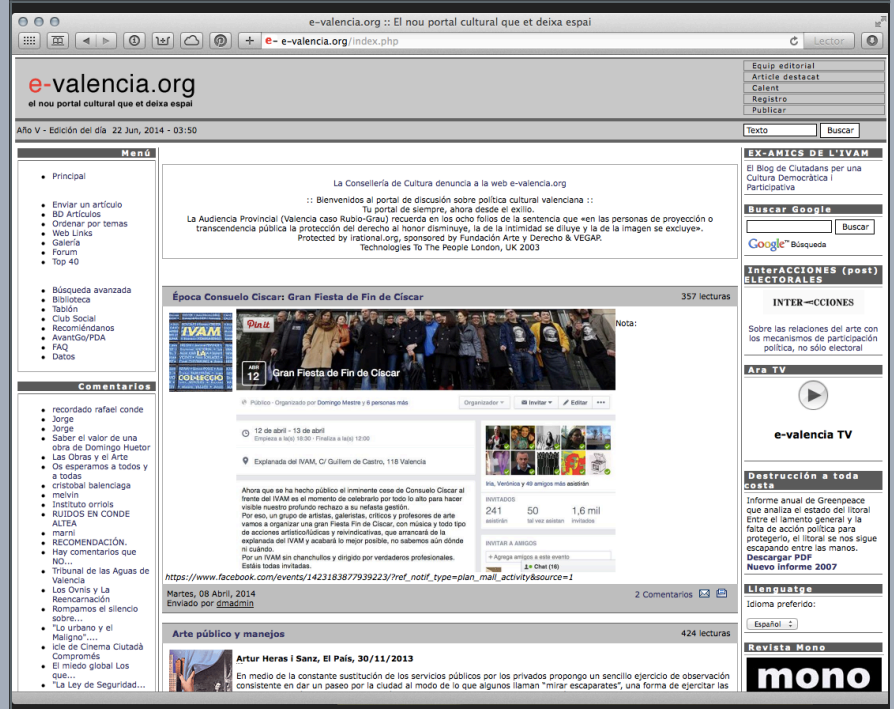 e-valencia.org :: El nou portal cultural que et deixa espai
e- e-valencia.org/index.php
Lector
e-valencia.org
el nou portal cultural que et deixa espai
Equip editorial
Article destacat
Calent
Registro
Publicar
Año V - Edición del día 22 Jun, 2014 - 03:50
Texto
Buscar
Menú
Principal
Enviar un artículo
BD Artículos
Ordenar por temas
Web Links
Galería
Forum
Top 40
Búsqueda avanzada
Biblioteca
Tablón
Club Social
Recomiéndanos
AvantGo/PDA
FAQ
Datos
Comentarios
recordado rafael conde
Jorge
Jorge
Saber el valor de una
obra de Domingo Huetor
Las Obras y el Arte
Os esperamos a todos y
a todas
cristobal balenciaga
melvin
Instituto orriols
RUIDOS EN CONDE
ALTEA
marni
RECOMENDACIÓN.
Hay comentarios que
NO...
Tribunal de las Aguas de
Valencia
Los Ovnis y La
Reencarnación
Rompamos el silencio
sobre...
"Lo urbano y el
Maligno"....
icle de Cinema Ciutadà
Compromés
El miedo global Los
que...
"La Ley de Seguridad...
La Consellería de Cultura denuncia a la web e-valencia.org
:: Bienvenidos al portal de discusión sobre política cultural valenciana ::
Tu portal de siempre, ahora desde el exilio.
La Audiencia Provincial (Valencia caso Rubio-Grau) recuerda en los ocho folios de la sentencia que «en las personas de proyección o
transcendencia pública la protección del derecho al honor disminuye, la de la intimidad se diluye y la de la imagen se excluye».
Protected by irational.org, sponsored by Fundación Arte y Derecho & VEGAP.
Technologies To The People London, UK 2003
Época Consuelo Císcar: Gran Fiesta de Fin de Císcar
357 lecturas
IVAM
LA
COL·LECCIÓ
Pin it
ABR
12
Gran Fiesta de Fin de Císcar
Nota:
Público · Organizado por Domingo Mestre y 6 personas más
Organizador
Invitar
Editar
12 de abril - 13 de abril
Empieza a la(s) 18:30 · Finaliza a la(s) 12:00
Explanada del IVAM, C/ Guillem de Castro, 118 Valencia
Iria, Verónica y 49 amigos más asistirán
Ahora que se ha hecho público el inminente cese de Consuelo Císcar al
frente del IVAM es el momento de celebrarlo por todo lo alto para hacer
visible nuestro profundo rechazo a su nefasta gestión.
Por eso, un grupo de artistas, galeristas, críticos y profesores de arte
vamos a organizar una gran Fiesta Fin de Císcar, con música y todo tipo
de acciones artístico/lúdicas y reivindicativas, que arrancará de la
explanada del IVAM y acabará lo mejor posible, no sabemos aún dónde
ni cuándo.
Por un IVAM sin chanchullos y dirigido por verdaderos profesionales.
Estáis todas invitadas
INVITADOS
241
50
1,6 mil
asistirán
tal vez asistan
invitados
INVITAR A AMIGOS
+ Agrega amigos a este evento
Chat (16)
https://www.facebook.com/events/1423183877939223/?ref_notif_type=plan_mall_activity&source=1
Martes, 08 Abril, 2014
Enviado por dmadmin
2 Comentarios
Arte público y manejos
424 lecturas
Artur Heras i Sanz, El País, 30/11/2013
En medio de la constante sustitución de los servicios públicos por los privados propongo un sencillo ejercicio de observación
consistente en dar un paseo por la ciudad al modo de lo que algunos llaman "mirar escaparates", una forma de ejercitar las
EX-AMICS DE L'IVAM
El Blog de Ciutadans per una
Cultura Democràtica i
Participativa
Buscar Google
Buscar
Google™ Búsqueda
InterACCIONES (post)
ELECTORALES
INTER CCIONES
Sobre las relaciones del arte con
los mecanismos de participación
política, no sólo electoral
Ara TV
e-valencia TV
Destrucción a toda
costa
Informe anual de Greenpeace
que analiza el estado del litoral
Entre el lamento general y la
falta de acción política para
protegerlo, el litoral se nos sigue
escapando entre las manos.
Descargar PDF
Nuevo informe 2007
Llenguatge
Idioma preferido:
Español
Revista Mono
mono